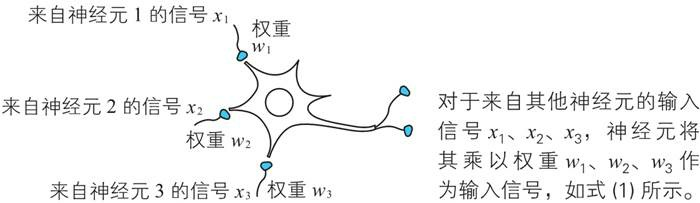 来自神经元 1 的信号 x₁
权重
w₁
来自神经元 2 的信号 x₂
权重 w₂
来自神经元 3 的信号 x₃
权重 w₃
对于来自其他神经元的输入
信号 x₁、x₂、x₃，神经元将
其乘以权重 w₁、w₂、w₃ 作
为输入信号，如式 (1) 所示。